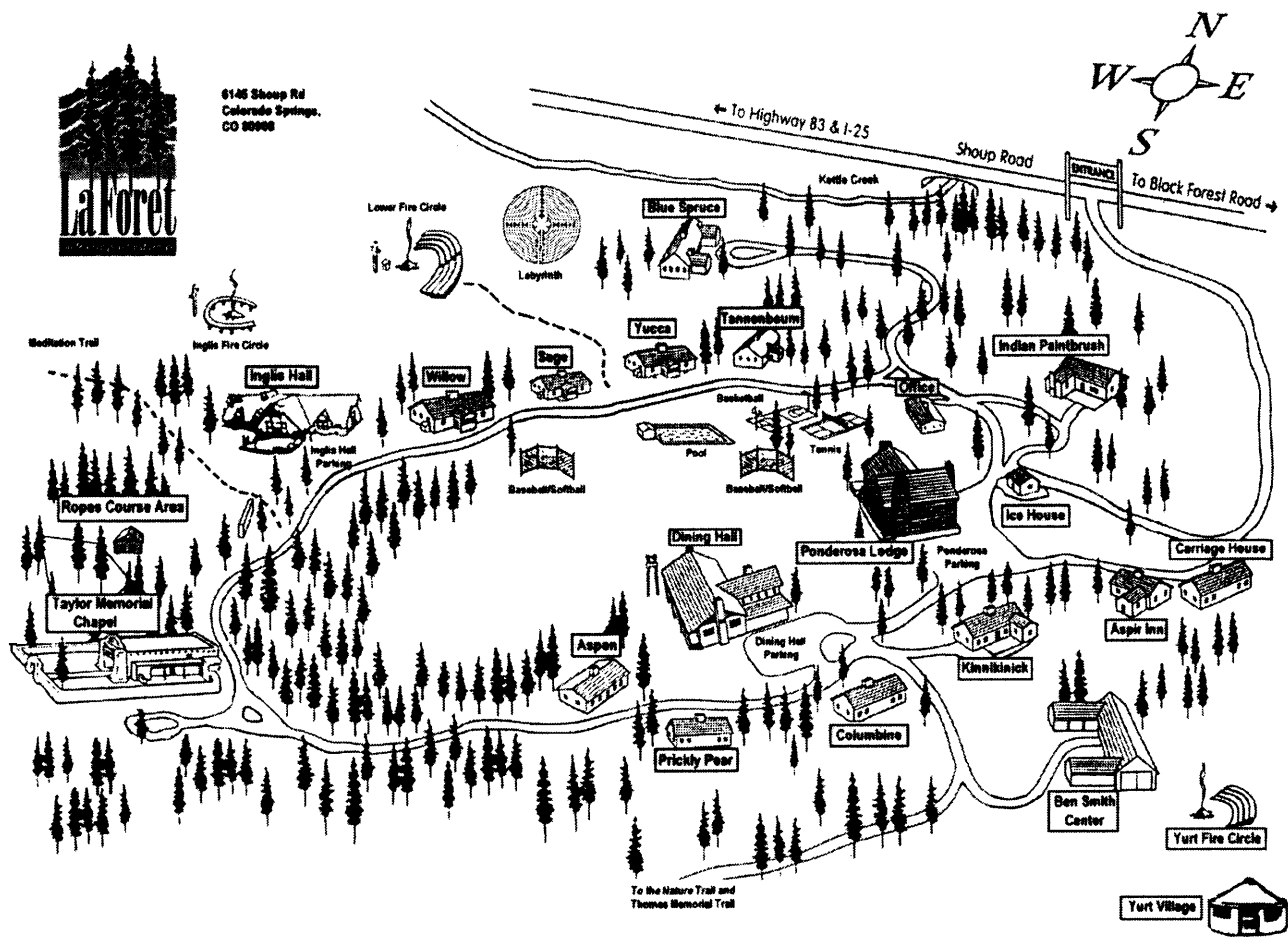 La Foret
6145 Shoup Rd
Colorado Springs,
N
W
E
S
← To Highway 83 & I-25
Shoup Road
ENTRANCE
To Black Forest Road →
Kettle Creek
Blue Spruce
Lower Fire Circle
Labyrinth
Inglis Fire Circle
Meditation Trail
Yucca
Tannenbaum
Sage
Willow
Inglis Hall
Inglis Hall
Parking
Indian Paintbrush
Office
Basketball
Tennis
Pool
Baseball/Softball
Baseball/Softball
Ropes Course Area
Ice House
Dining Hall
Ponderosa Lodge
Ponderosa
Parking
Carriage House
Taylor Memorial
Chapel
Aspen
Dining Hall
Parking
Kinnikinick
Aspir Inn
Columbine
Prickly Pear
Ben Smith
Center
Yurt Fire Circle
To the Nature Trail and
Thomas Memorial Trail
Yurt Village